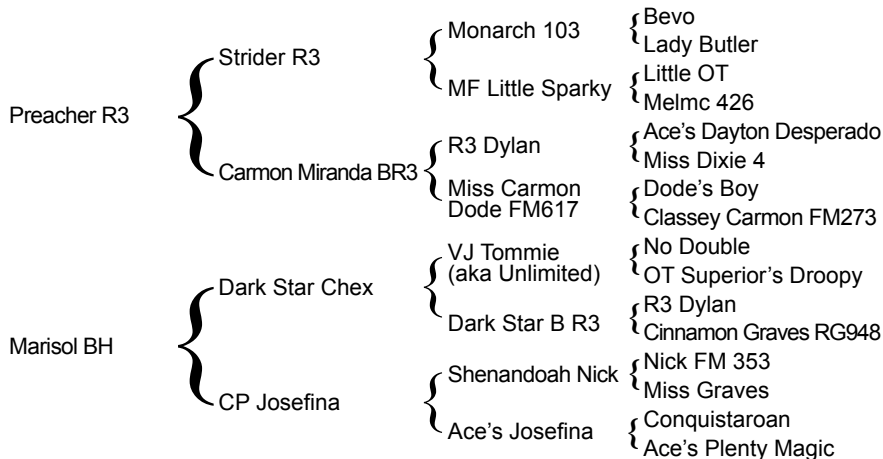 Preacher R3
Strider R3
Monarch 103
Bevo
Lady Butler
MF Little Sparky
Little OT
Melmc 426
Carmon Miranda BR3
R3 Dylan
Ace's Dayton Desperado
Miss Dixie 4
Miss Carmon
Dode FM617
Dode's Boy
Classey Carmon FM273
Marisol BH
Dark Star Chex
VJ Tommie
(aka Unlimited)
No Double
OT Superior's Droopy
Dark Star B R3
R3 Dylan
Cinnamon Graves RG948
CP Josefina
Shenandoah Nick
Nick FM 353
Miss Graves
Ace's Josefina
Conquistaroan
Ace's Plenty Magic